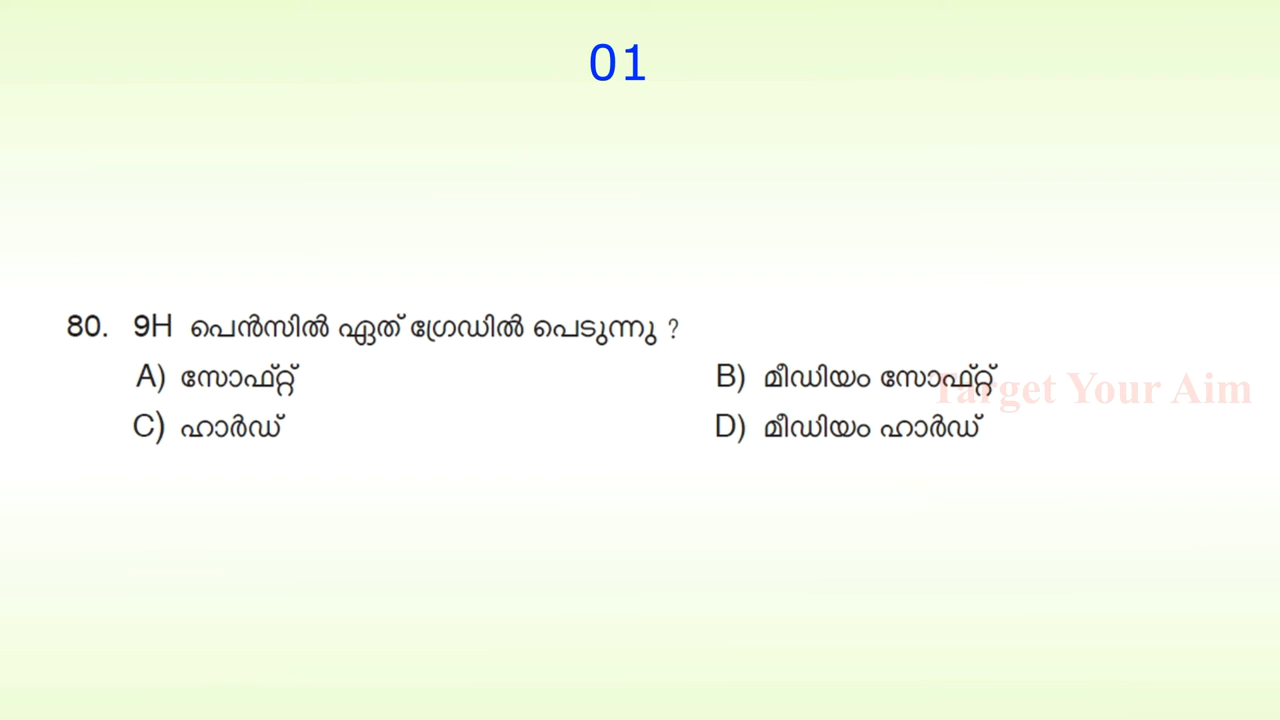 01
80. 9H പെൻസിൽ ഏത് ഗ്രേഡിൽ പെടുന്നു ?
A) സോഫ്റ്റ് B) മീഡിയം സോഫ്റ്റ്
Target Your Aim
C) ഹാർഡ് D) മീഡിയം ഹാർഡ്